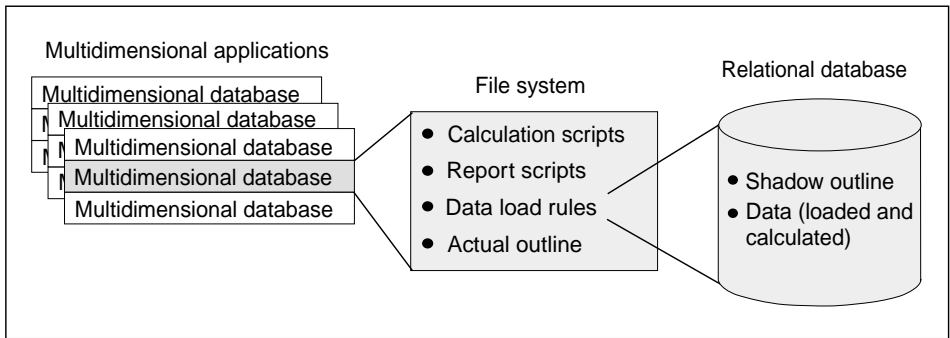 Multidimensional applications
Multidimensional database
Multidimensional database
Multidimensional database
Multidimensional database
Multidimensional database
File system
● Calculation scripts
● Report scripts
● Data load rules
● Actual outline
Relational database
● Shadow outline
● Data (loaded and
calculated)